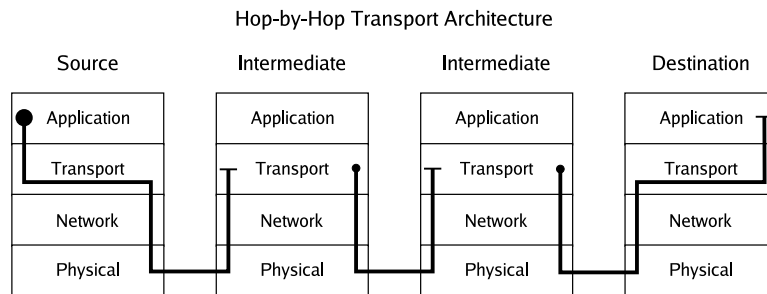 Hop-by-Hop Transport Architecture
Source Intermediate Intermediate Destination
Application Application Application Application
Transport Transport Transport Transport
Network Network Network Network
Physical Physical Physical Physical